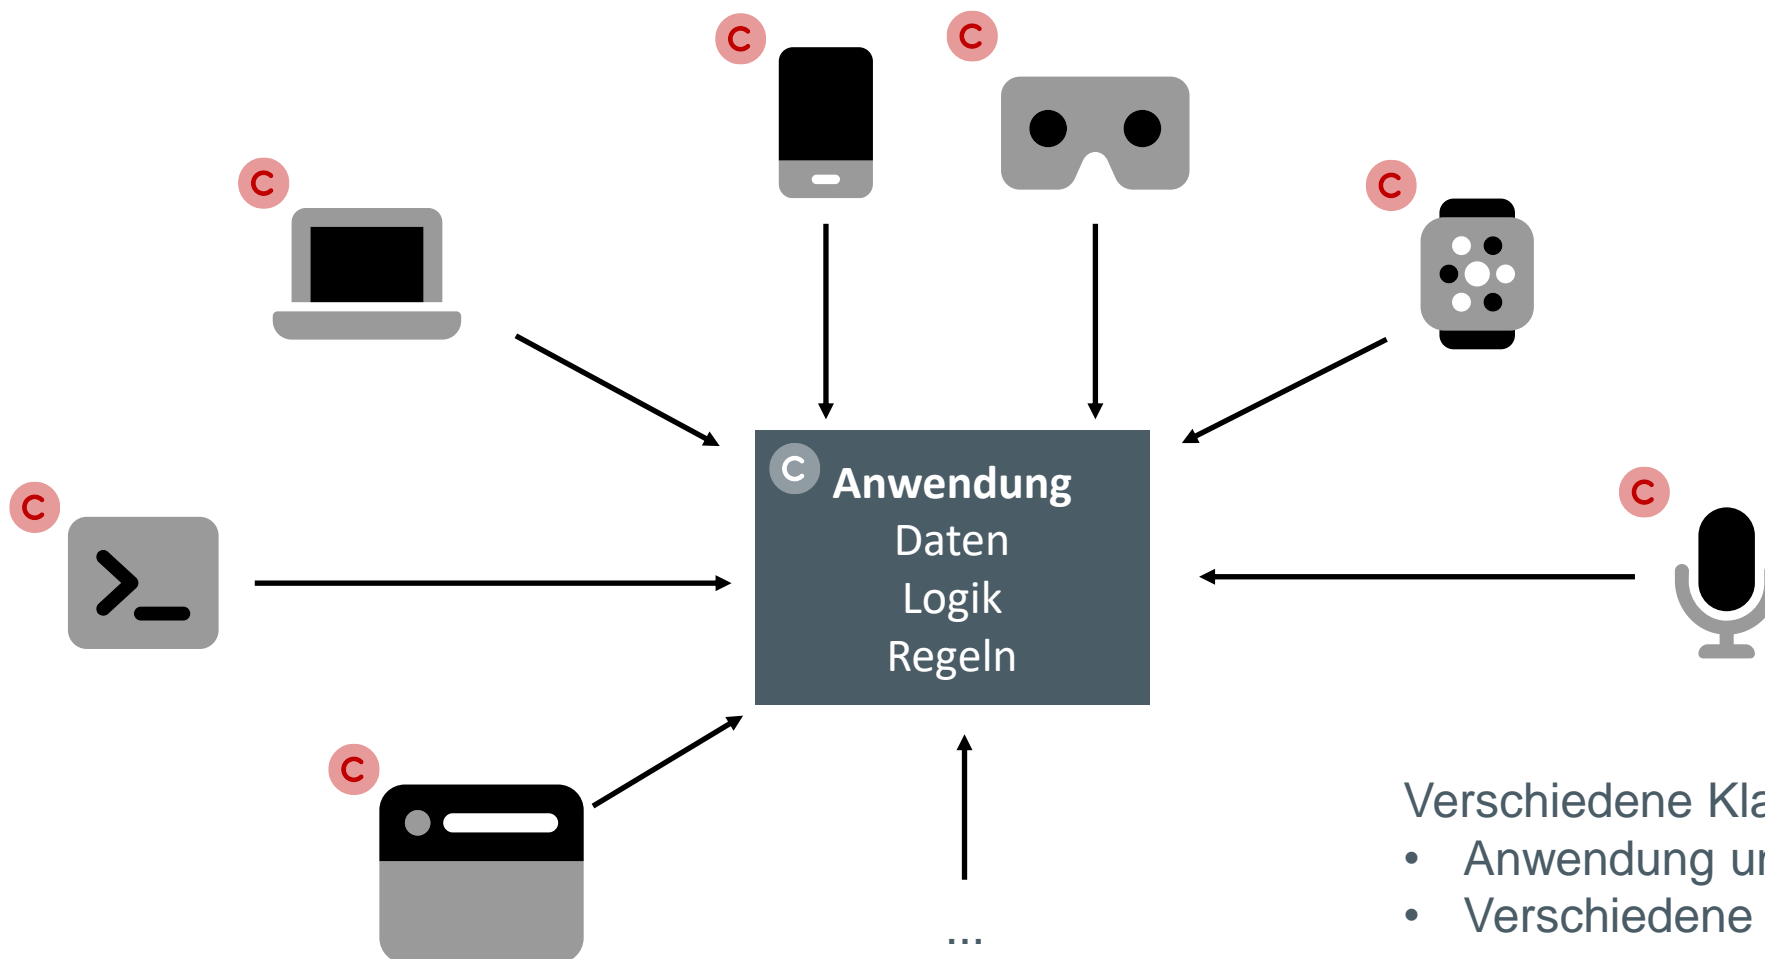 C
C
C
C
C
C
C
C
Anwendung
Daten
Logik
Regeln
>_
...
Verschiedene
• Anwendung
• Verschiedene